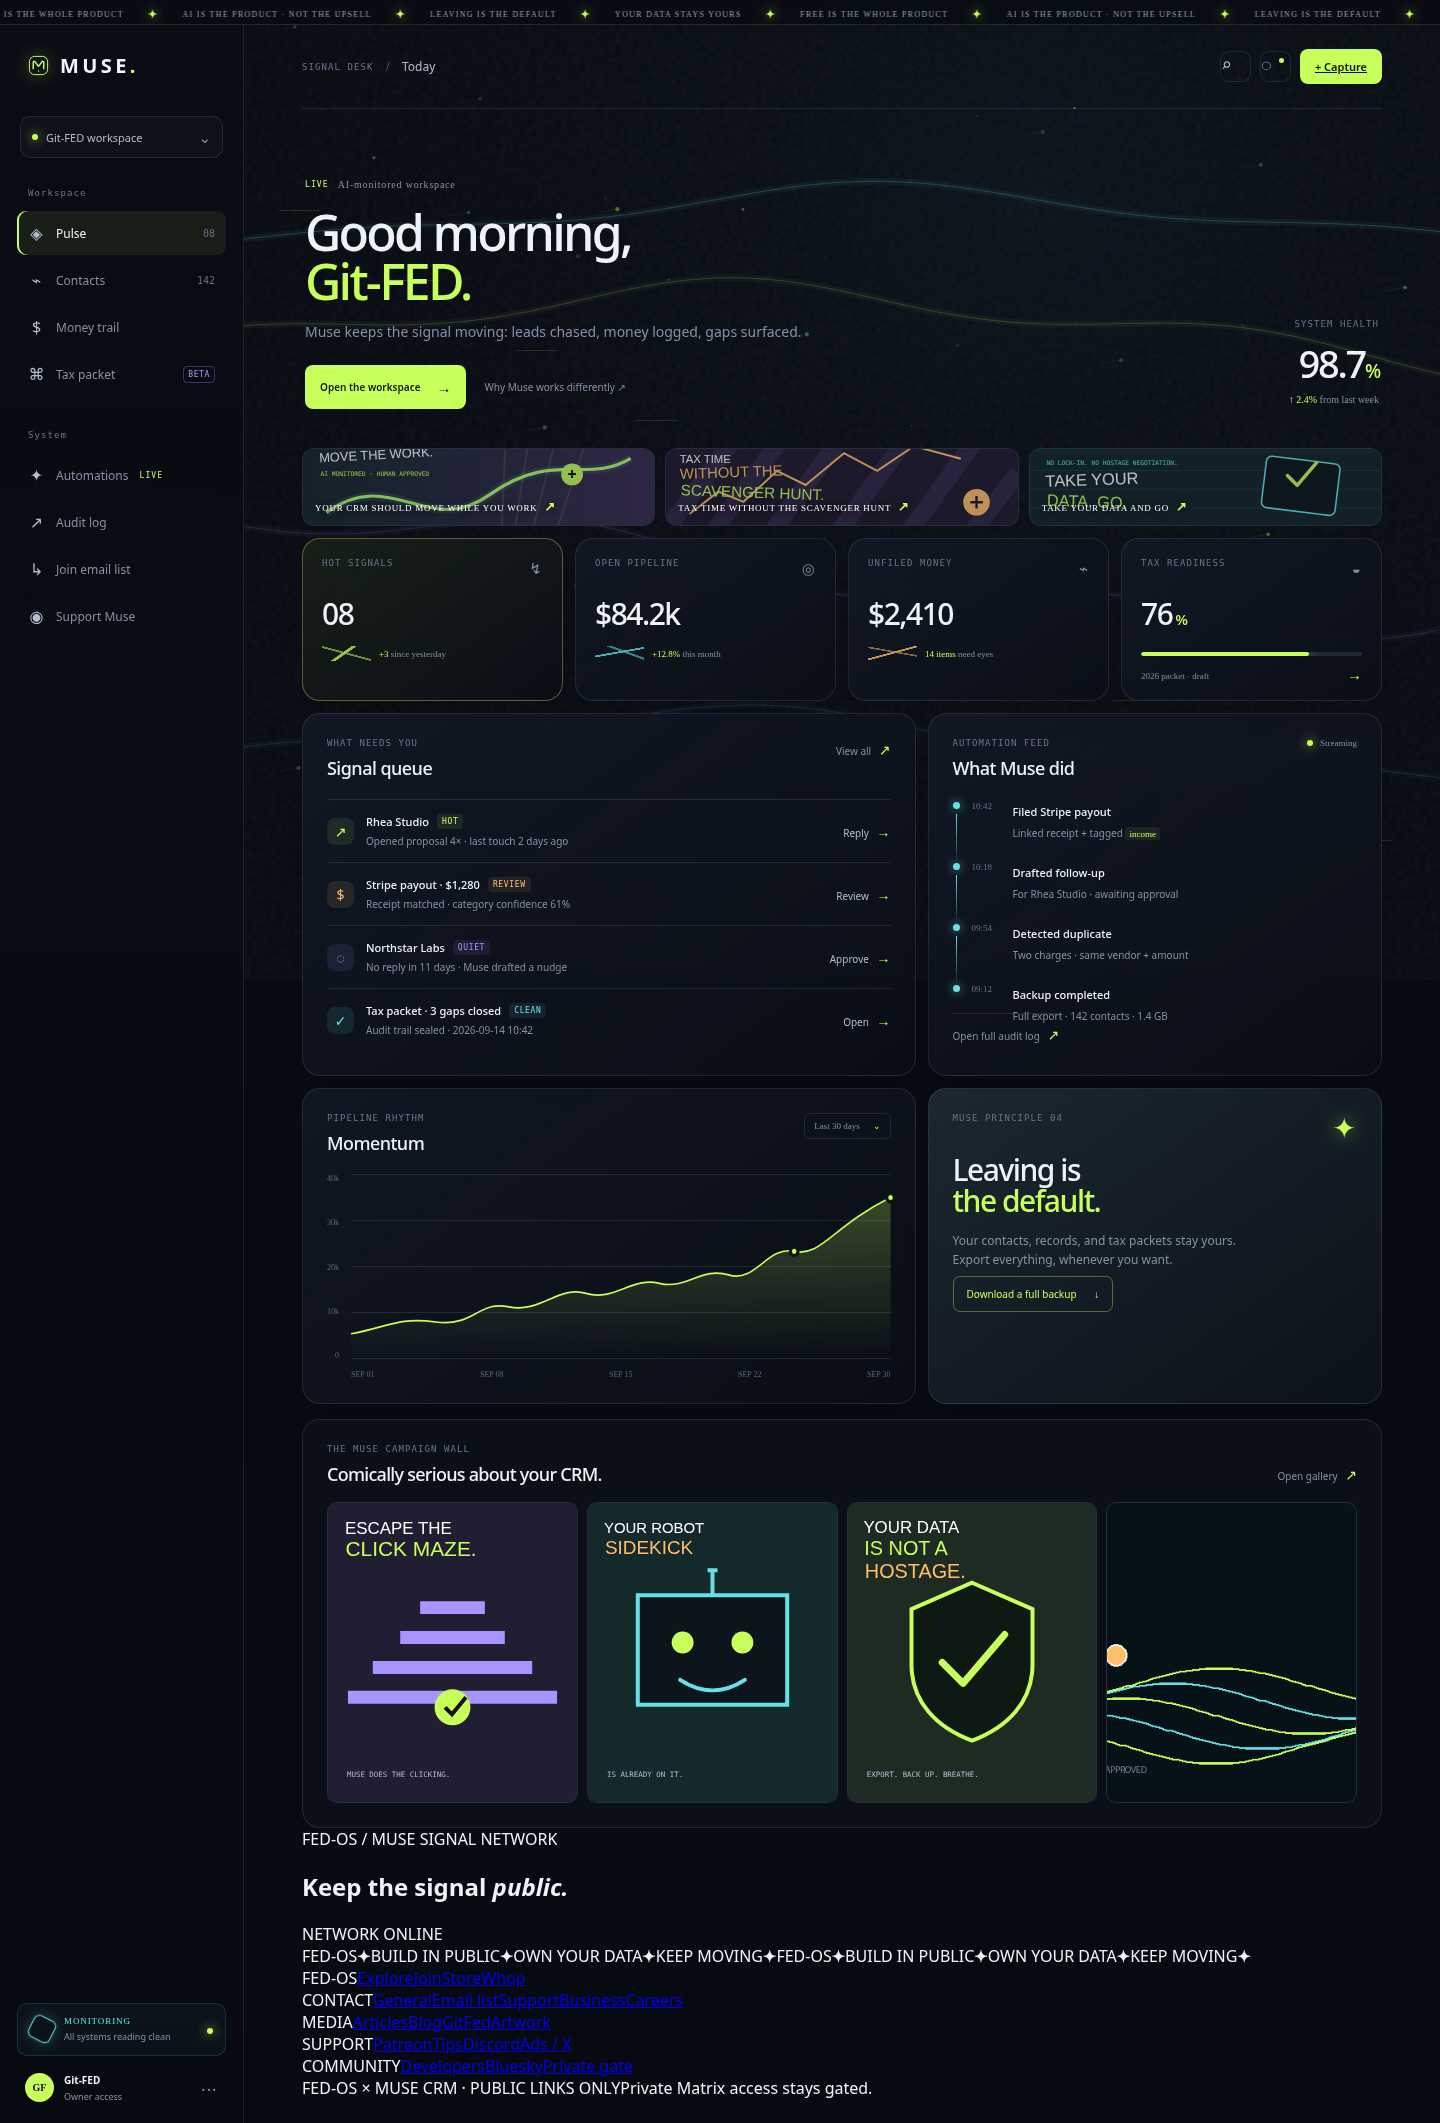 IS THE WHOLE PRODUCT ✦ AI IS THE PRODUCT · NOT THE UPSELL ✦ LEAVING IS THE DEFAULT ✦ YOUR DATA STAYS YOURS ✦ FREE IS THE WHOLE PRODUCT ✦ AI IS THE PRODUCT · NOT THE UPSELL ✦ LEAVING IS THE DEFAULT ✦
MUSE.
Git-FED workspace
Workspace
Pulse 08
Contacts 142
$ Money trail
Tax packet BETA
System
Automations LIVE
Audit log
Join email list
Support Muse
MONITORING
All systems reading clean
GF Git-FED
Owner access
...
SIGNAL DESK / Today
+ Capture
LIVE AI-monitored workspace
Good morning,
Git-FED.
Muse keeps the signal moving: leads chased, money logged, gaps surfaced.
Open the workspace →
Why Muse works differently ↗
SYSTEM HEALTH
98.7%
↑ 2.4% from last week
MOVE THE WORK.
AI MONITORED · HUMAN APPROVED
YOUR CRM SHOULD MOVE WHILE YOU WORK ↗
TAX TIME
WITHOUT THE
SCAVENGER HUNT.
TAX TIME WITHOUT THE SCAVENGER HUNT ↗
NO LOCK-IN. NO HOSTAGE NEGOTIATION.
TAKE YOUR
DATA. GO.
TAKE YOUR DATA AND GO ↗
HOT SIGNALS
08
+3 since yesterday
OPEN PIPELINE
$84.2k
+12.8% this month
UNFILED MONEY
$2,410
14 items need eyes
TAX READINESS
76%
2026 packet · draft →
WHAT NEEDS YOU
Signal queue
View all ↗
Rhea Studio HOT
Opened proposal 4× · last touch 2 days ago
Reply →
$ Stripe payout · $1,280 REVIEW
Receipt matched · category confidence 61%
Review →
Northstar Labs QUIET
No reply in 11 days · Muse drafted a nudge
Approve →
✓ Tax packet · 3 gaps closed CLEAN
Audit trail sealed · 2026-09-14 10:42
Open →
AUTOMATION FEED
What Muse did
Streaming
10:42 Filed Stripe payout
Linked receipt + tagged income
10:18 Drafted follow-up
For Rhea Studio · awaiting approval
09:54 Detected duplicate
Two charges · same vendor + amount
09:12 Backup completed
Full export · 142 contacts · 1.4 GB
Open full audit log ↗
PIPELINE RHYTHM
Momentum
Last 30 days
40k
30k
20k
10k
0
SEP 01 SEP 08 SEP 15 SEP 22 SEP 30
MUSE PRINCIPLE 04
Leaving is
the default.
Your contacts, records, and tax packets stay yours.
Export everything, whenever you want.
Download a full backup ↓
THE MUSE CAMPAIGN WALL
Comically serious about your CRM.
Open gallery ↗
ESCAPE THE
CLICK MAZE.
MUSE DOES THE CLICKING.
YOUR ROBOT
SIDEKICK
IS ALREADY ON IT.
YOUR DATA
IS NOT A
HOSTAGE.
EXPORT. BACK UP. BREATHE.
APPROVED
FED-OS / MUSE SIGNAL NETWORK
Keep the signal public.
NETWORK ONLINE
FED-OS✦BUILD IN PUBLIC✦OWN YOUR DATA✦KEEP MOVING✦FED-OS✦BUILD IN PUBLIC✦OWN YOUR DATA✦KEEP MOVING✦
FED-OSExploreJoinStoreWhop
CONTACTGeneralEmail listSupportBusinessCareers
MEDIAArticlesBlogGitFedArtwork
SUPPORTPatreonTipsDiscordAds / X
COMMUNITYDevelopersBlueskyPrivate gate
FED-OS × MUSE CRM · PUBLIC LINKS ONLYPrivate Matrix access stays gated.